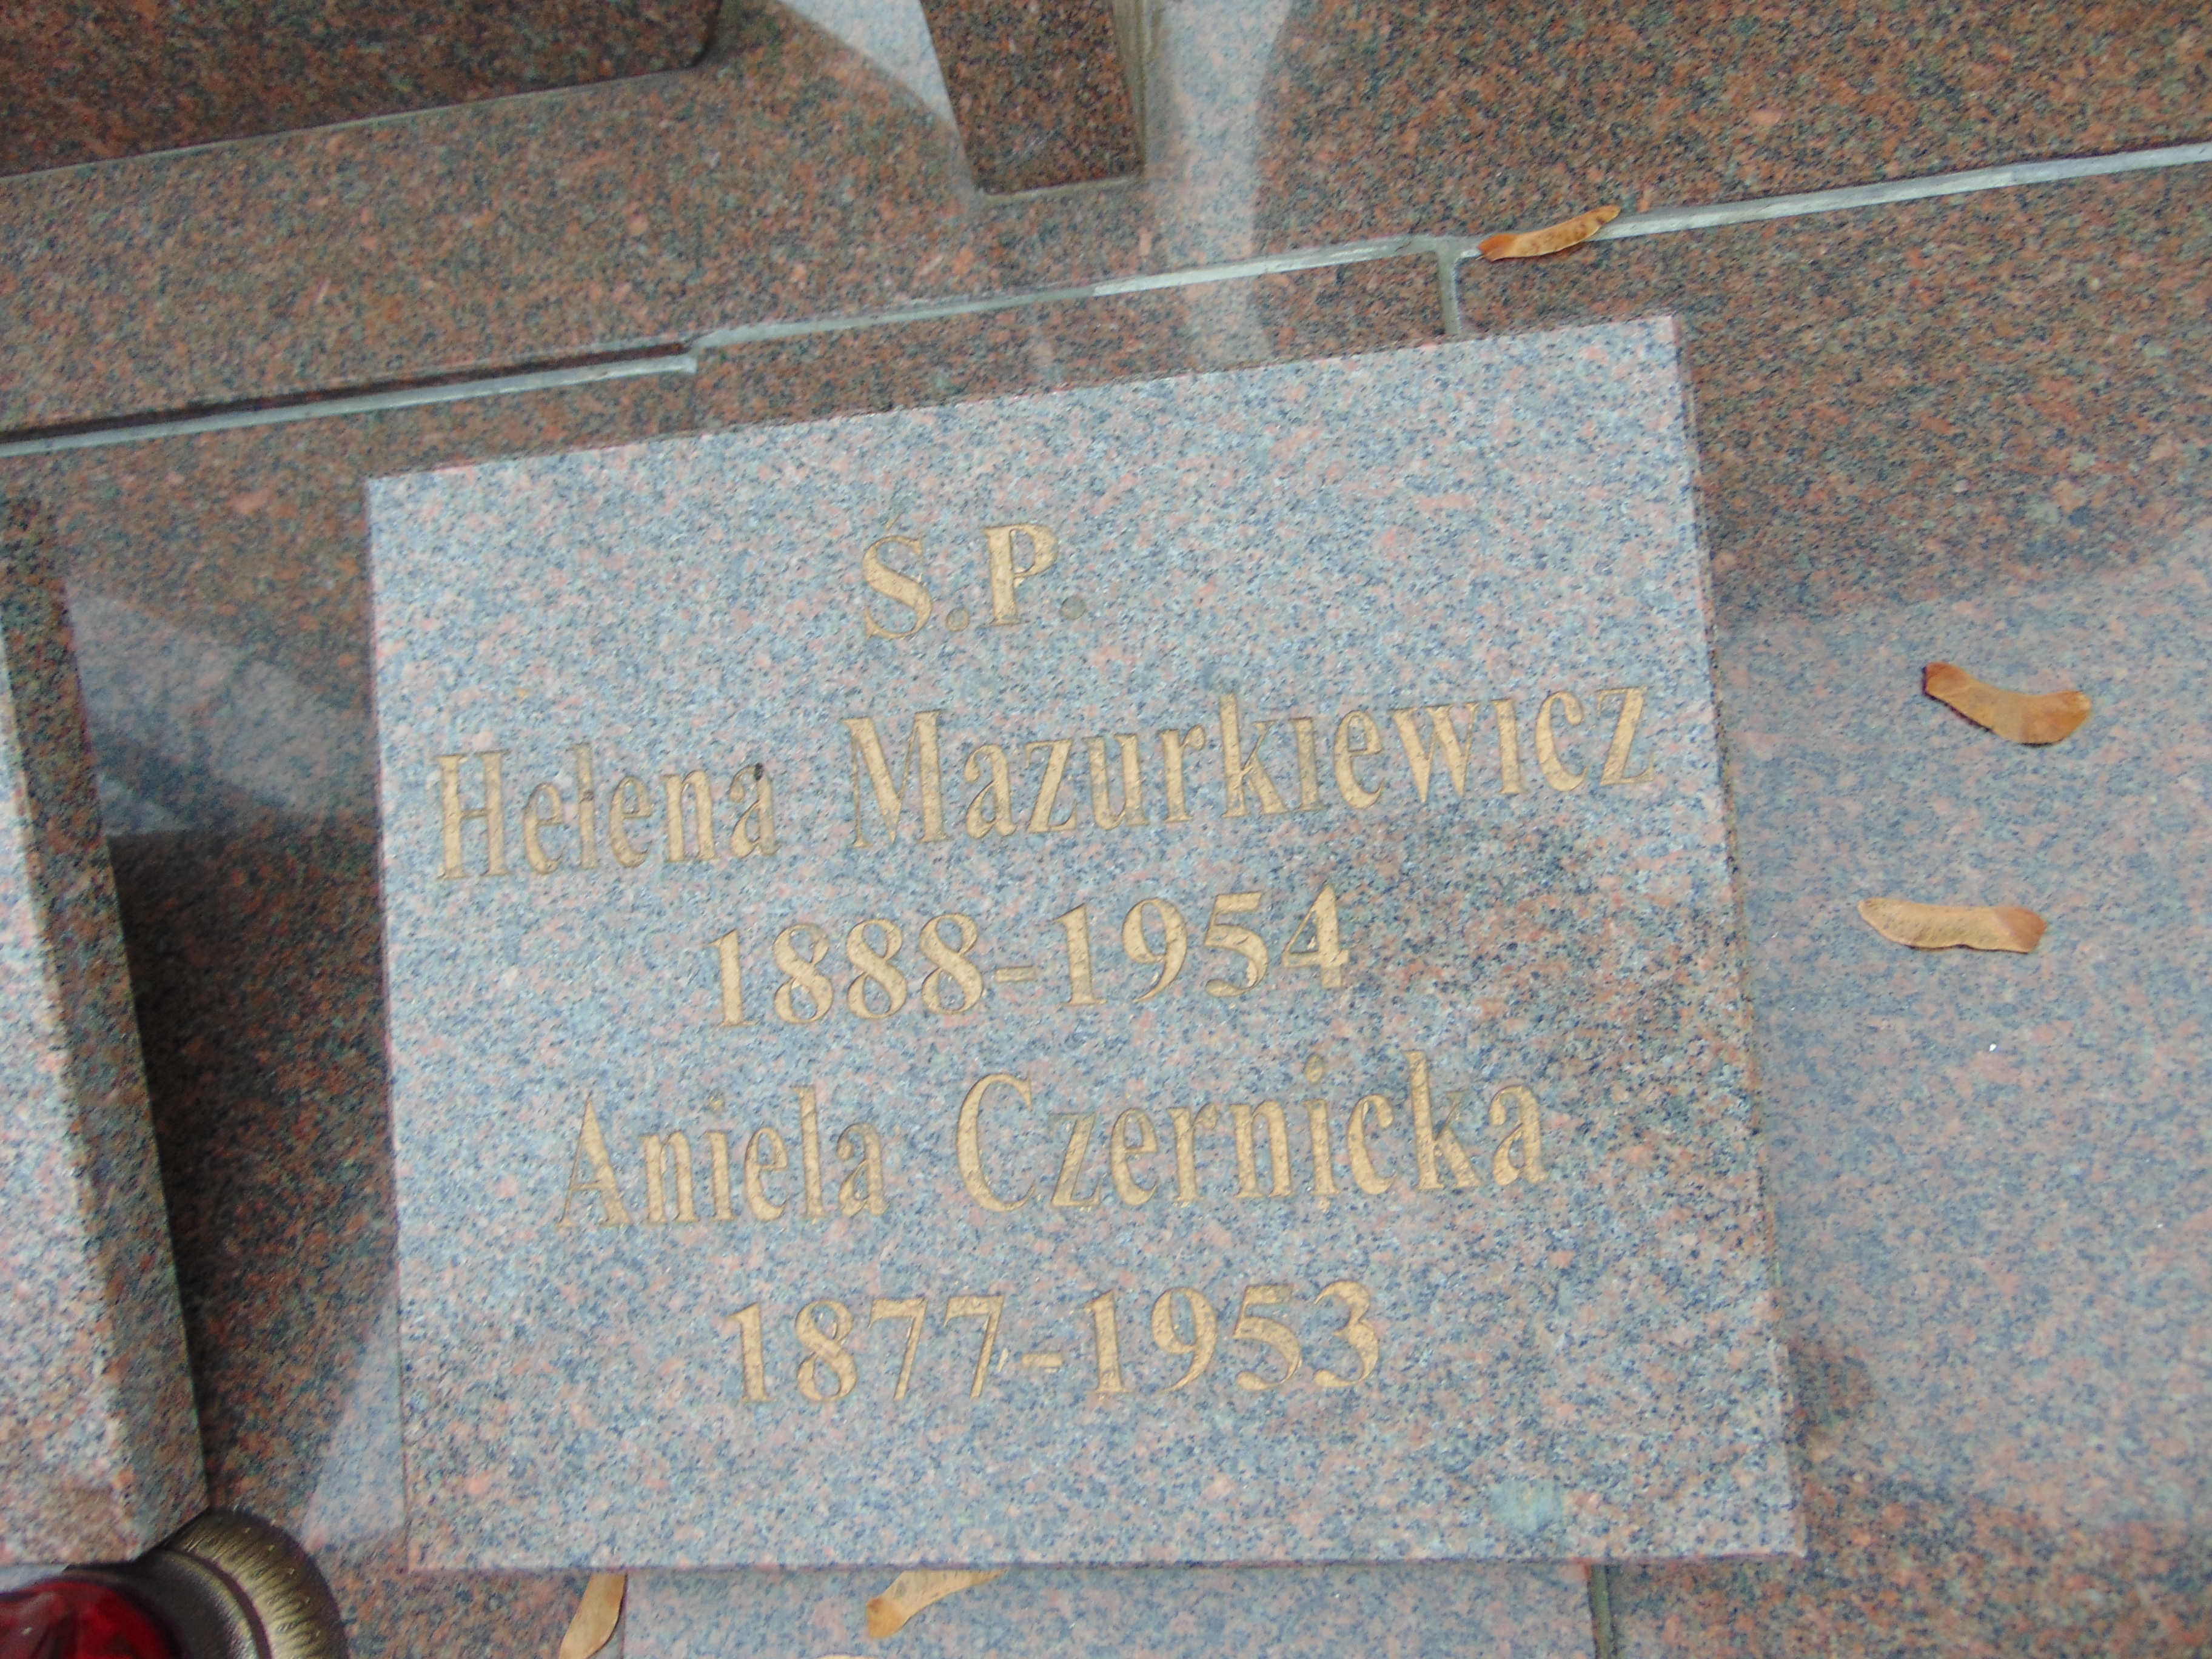 Ś.P.
Helena Mazurkiewicz
1888-1954
Aniela Czernicka
1877-1953